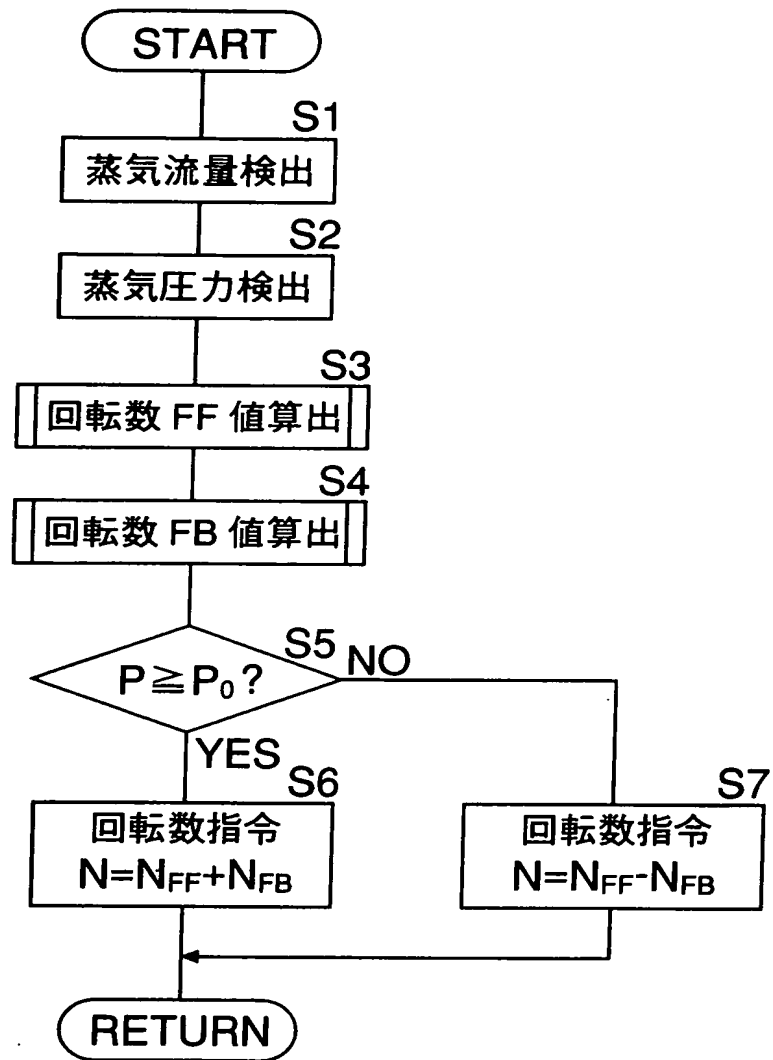 START
S1
蒸気流量検出
S2
蒸気圧力検出
S3
回転数 FF 値算出
S4
回転数 FB 値算出
S5
P≧P₀?
NO
YES
S6
回転数指令
N=NFF+NFB
S7
回転数指令
N=NFF-NFB
RETURN